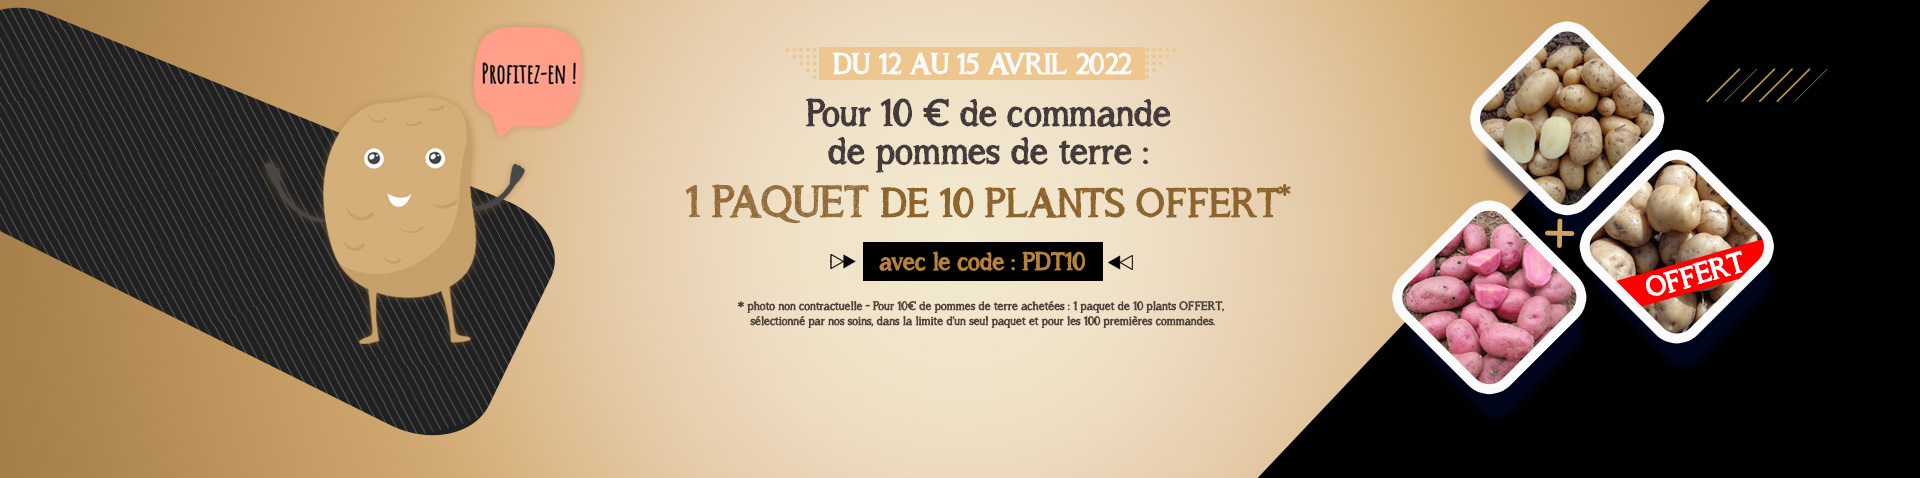 Profitez-en !
DU 12 AU 15 AVRIL 2022
Pour 10 € de commande
de pommes de terre :
1 PAQUET DE 10 PLANTS OFFERT*
avec le code : PDT10
* photo non contractuelle - Pour 10€ de pommes de terre achetées : 1 paquet de 10 plants OFFERT,
sélectionné par nos soins, dans la limite d'un seul paquet et pour les 100 premières commandes.
+
OFFERT